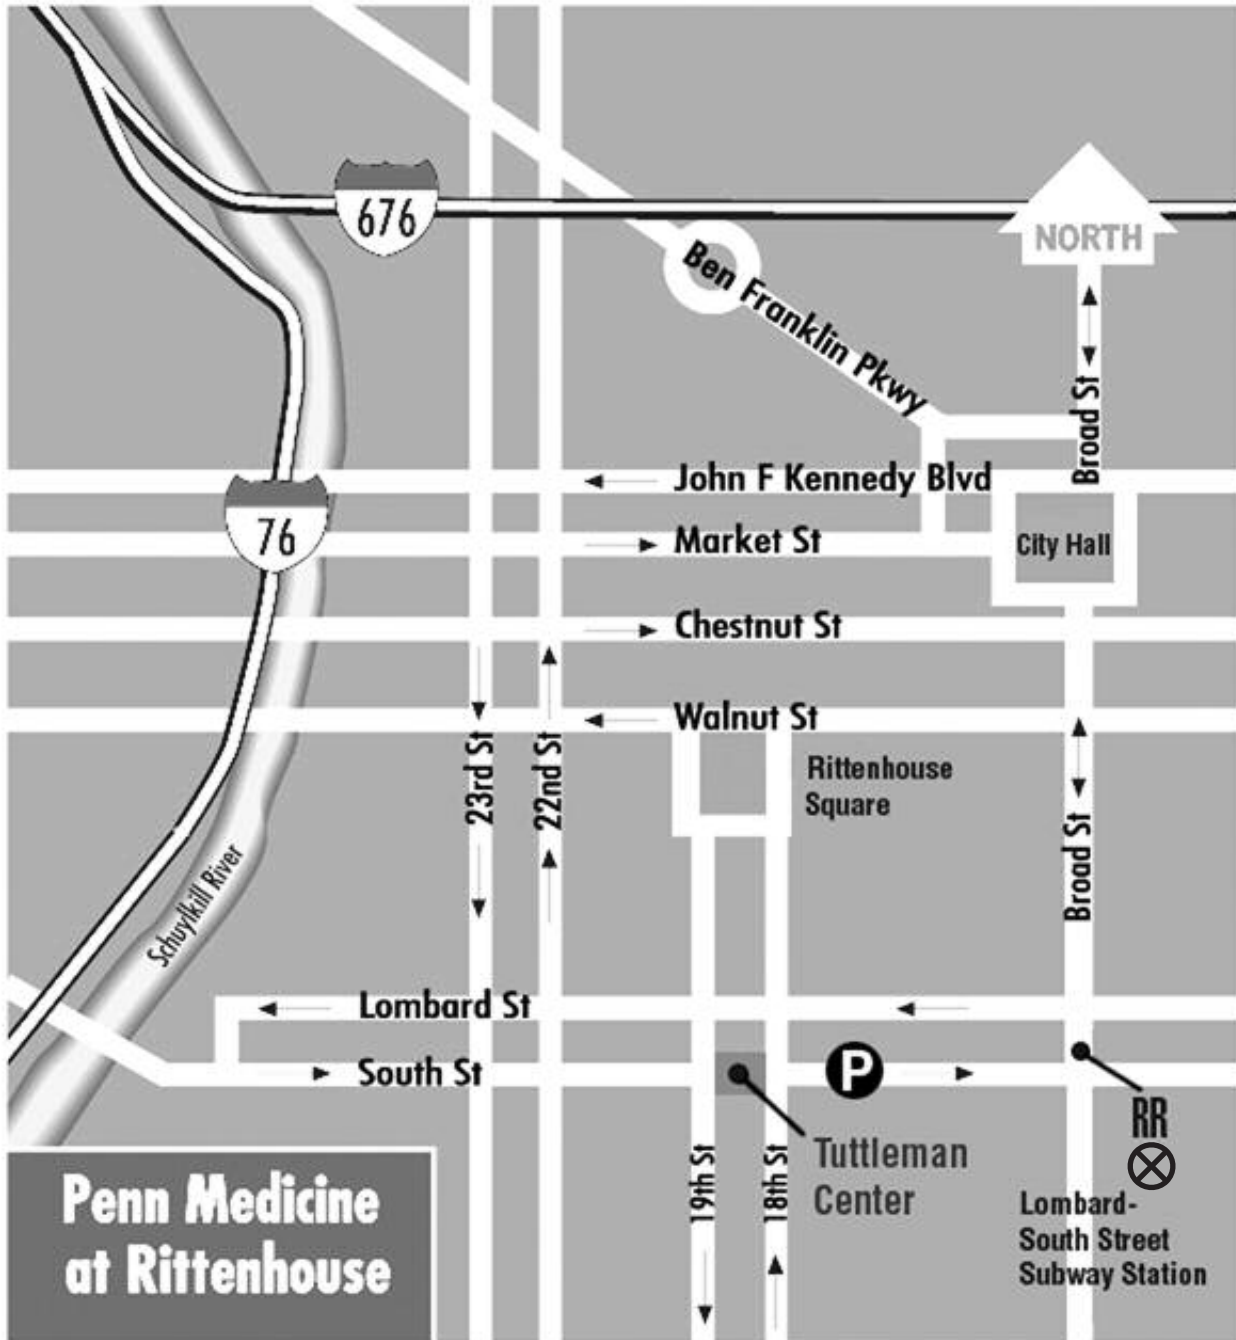 676
NORTH
Ben Franklin Pkwy
Broad St
John F Kennedy Blvd
76
Market St
City Hall
Chestnut St
Walnut St
23rd St
22nd St
Rittenhouse
Square
Broad St
Schuylkill River
Lombard St
South St
P
RR
Tuttleman
Center
19th St
18th St
Lombard-
South Street
Subway Station
Penn Medicine
at Rittenhouse